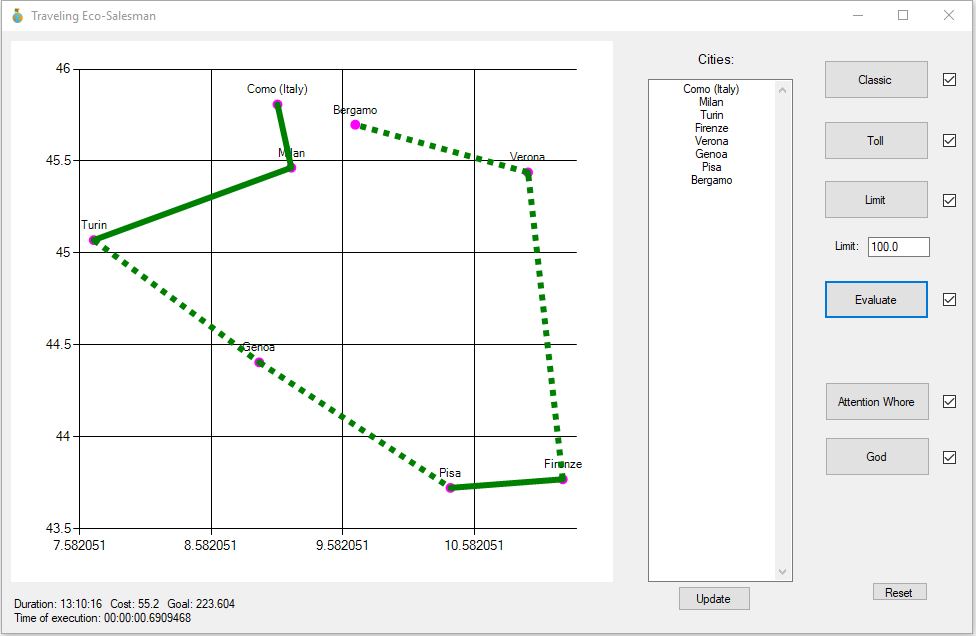 Traveling Eco-Salesman
46
45.5
45
44.5
44
43.5
7.582051 8.582051 9.582051 10.582051
Como (Italy)
Bergamo
Milan
Verona
Turin
Genoa
Pisa
Firenze
Cities:
Como (Italy)
Milan
Turin
Firenze
Verona
Genoa
Pisa
Bergamo
Update
Classic
Toll
Limit
Limit: 100.0
Evaluate
Attention Whore
God
Reset
Duration: 13:10:16 Cost: 55.2 Goal: 223.604
Time of execution: 00:00:00.6909468